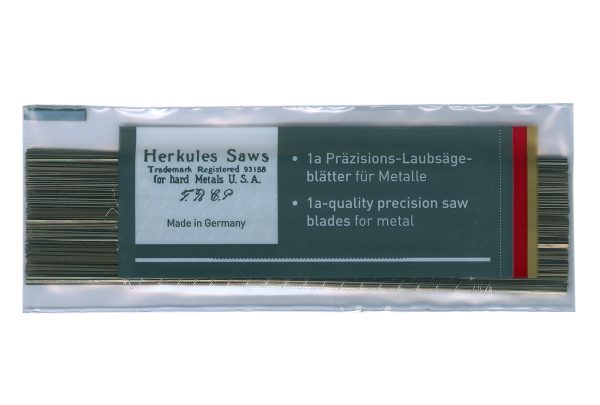 Herkules Saws
Trademark Registered 93158
for hard Metals U. S. A.
F. B C. P
Made in Germany
• 1a Präzisions-Laubsäge-
blätter für Metalle
• 1a-quality precision saw
blades for metal